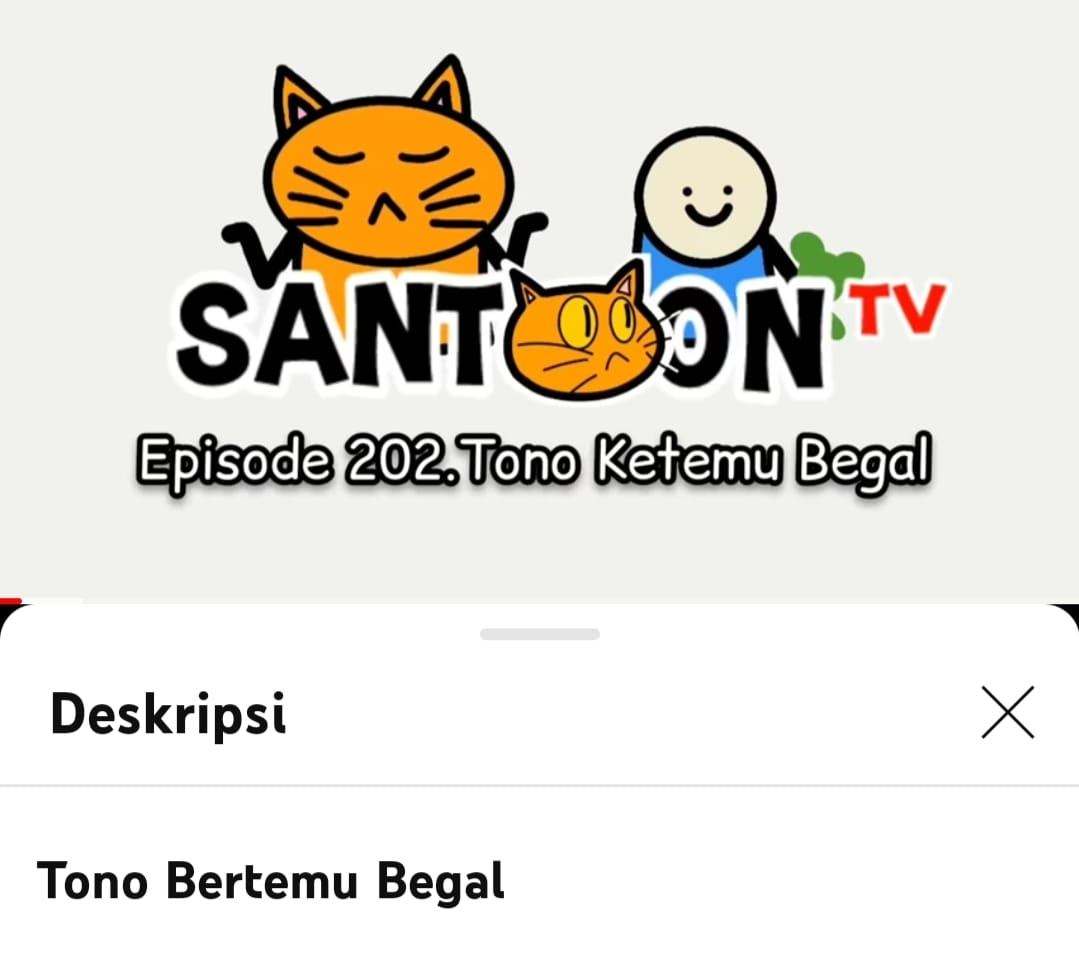 SANTOON TV
Episode 202.Tono Ketemu Begal
Deskripsi
Tono Bertemu Begal